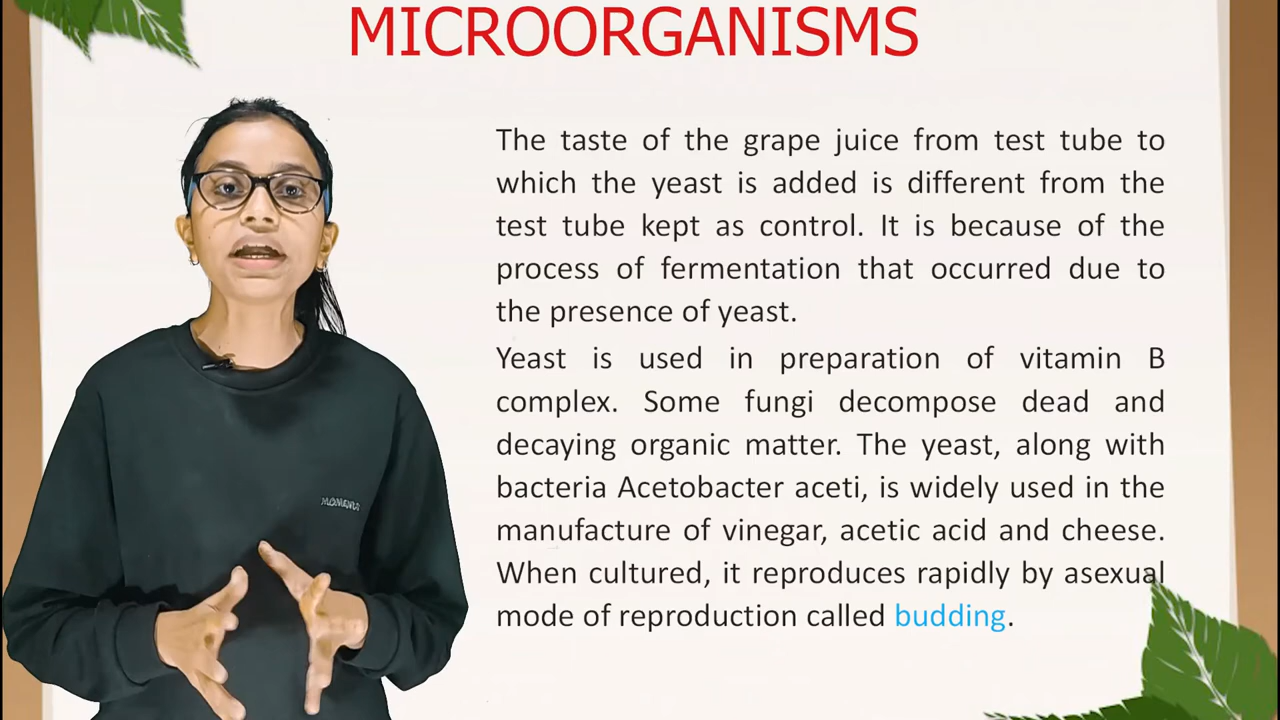 MICROORGANISMS
The taste of the grape juice from test tube to
which the yeast is added is different from the
test tube kept as control. It is because of the
process of fermentation that occurred due to
the presence of yeast.
Yeast is used in preparation of vitamin B
complex. Some fungi decompose dead and
decaying organic matter. The yeast, along with
bacteria Acetobacter aceti, is widely used in the
manufacture of vinegar, acetic acid and cheese.
When cultured, it reproduces rapidly by asexual
mode of reproduction called budding.